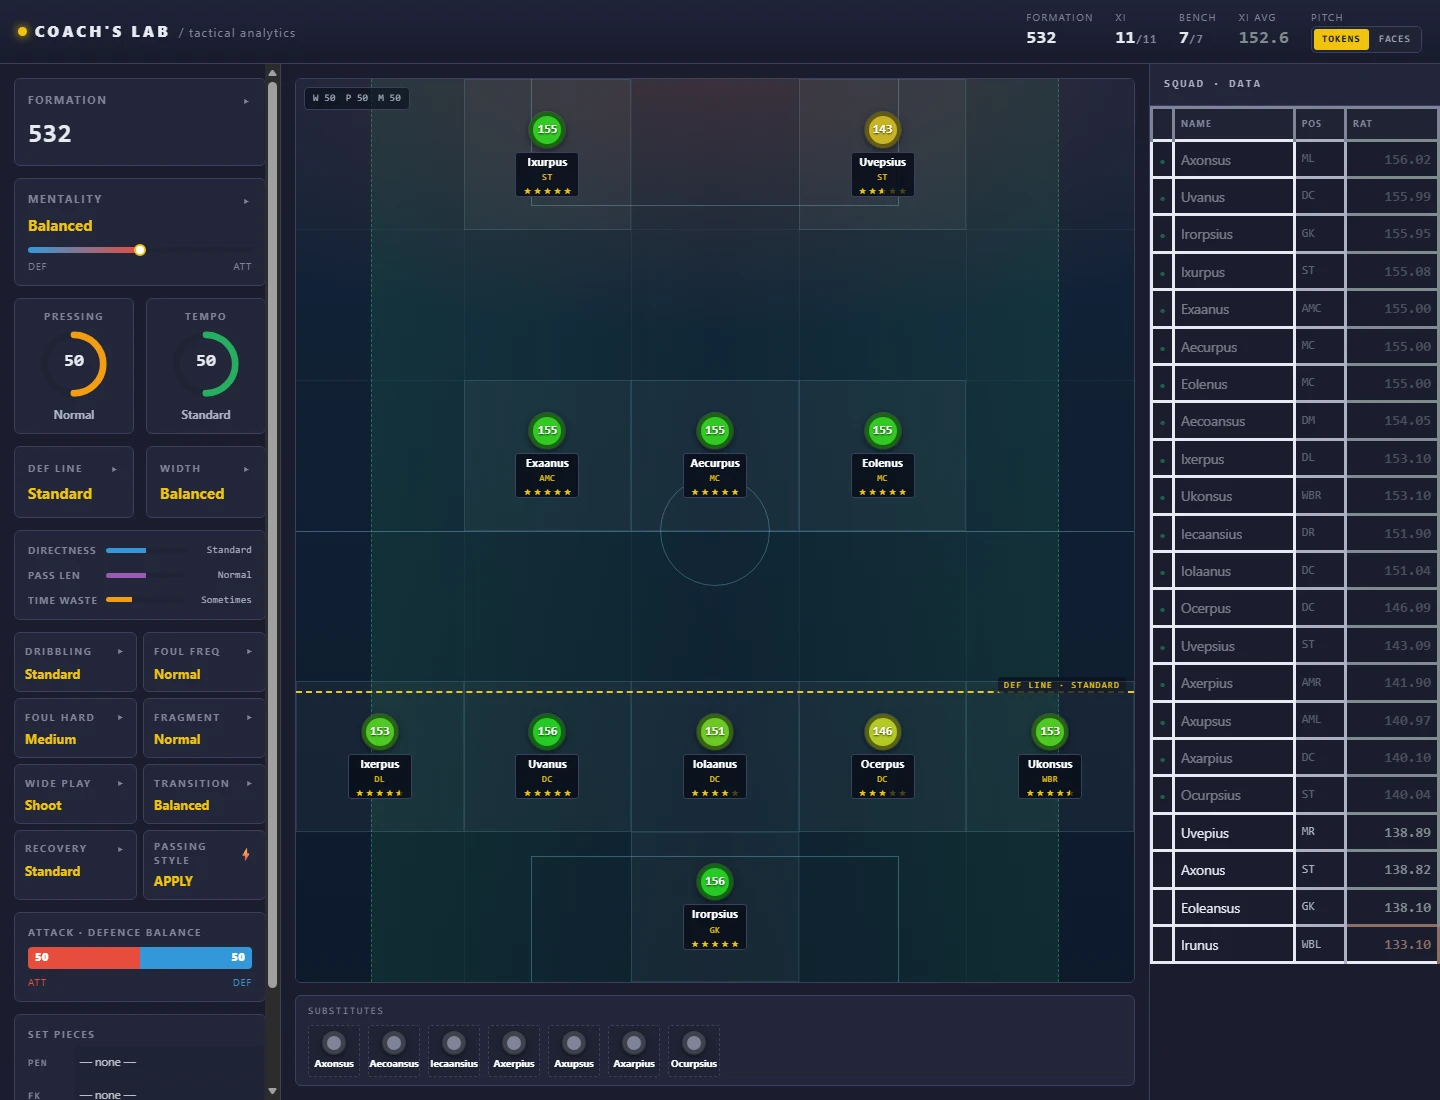 COACH'S LAB / tactical analytics
FORMATION XI BENCH XI AVG PITCH
532 11/11 7/7 152.6 TOKENS FACES
FORMATION
532
MENTALITY
Balanced
DEF ATT
PRESSING TEMPO
50 50
Normal Standard
DEF LINE WIDTH
Standard Balanced
DIRECTNESS Standard
PASS LEN Normal
TIME WASTE Sometimes
DRIBBLING FOUL FREQ
Standard Normal
FOUL HARD FRAGMENT
Medium Normal
WIDE PLAY TRANSITION
Shoot Balanced
RECOVERY PASSING STYLE
Standard APPLY
ATTACK · DEFENCE BALANCE
50 50
ATT DEF
SET PIECES
PEN — none —
FK — none —
W 50 P 50 M 50
155 143
Ixurpus Uvepsius
ST ST
155 155 155
Exaanus Aecurpus Eolenus
AMC MC MC
DEF LINE · STANDARD
153 156 151 146 153
Ixerpus Uvanus Iolaanus Ocerpus Ukonsus
DL DC DC DC WBR
156
Irorpsius
GK
SUBSTITUTES
Axonsus Aecoansus Iecaansius Axerpius Axupsus Axarpius Ocurpsius
SQUAD · DATA
NAME POS RAT
Axonsus ML 156.02
Uvanus DC 155.99
Irorpsius GK 155.95
Ixurpus ST 155.08
Exaanus AMC 155.00
Aecurpus MC 155.00
Eolenus MC 155.00
Aecoansus DM 154.05
Ixerpus DL 153.10
Ukonsus WBR 153.10
Iecaansius DR 151.90
Iolaanus DC 151.04
Ocerpus DC 146.09
Uvepsius ST 143.09
Axerpius AMR 141.90
Axupsus AML 140.97
Axarpius DC 140.10
Ocurpsius ST 140.04
Uvepius MR 138.89
Axonus ST 138.82
Eoleansus GK 138.10
Irunus WBL 133.10